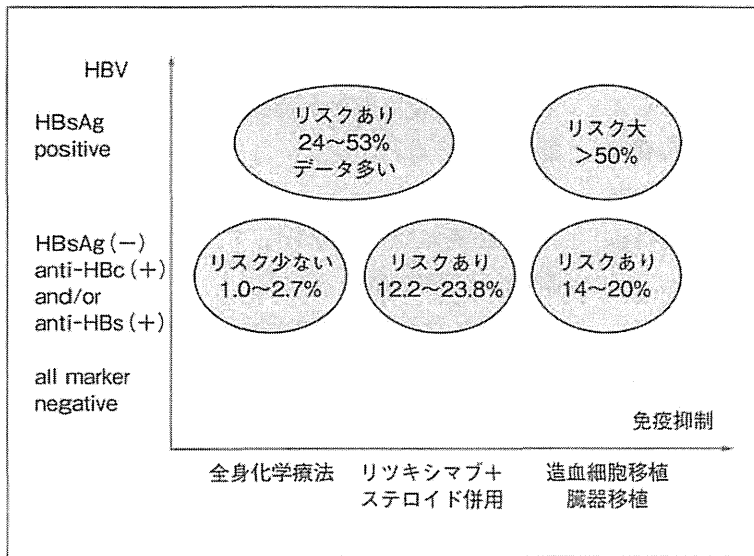 HBV
HBsAg
positive
リスクあり
24～53%
データ多い
リスク大
＞50%
HBsAg（−）
anti-HBc（+）
and/or
anti-HBs（+）
リスク少ない
1.0～2.7%
リスクあり
12.2～23.8%
リスクあり
14～20%
all marker
negative
免疫抑制
全身化学療法
リツキシマブ＋
ステロイド併用
造血細胞移植
臓器移植